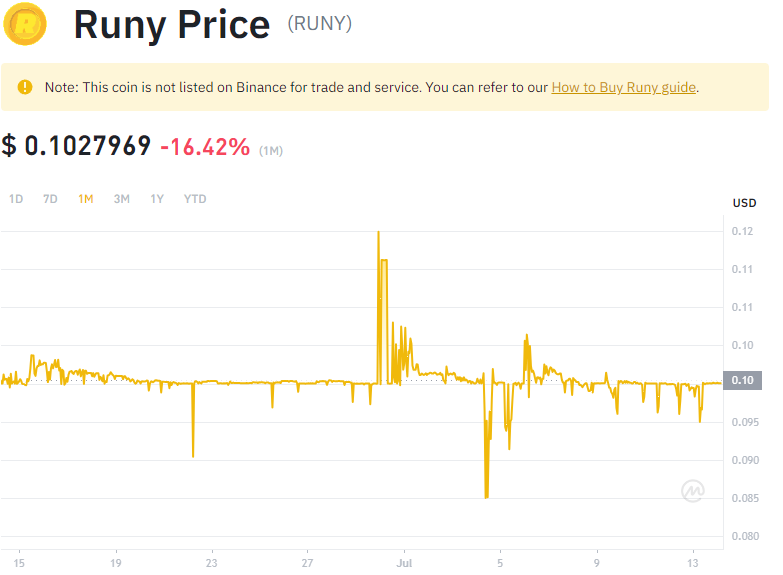 Runy Price (RUNY)
Note: This coin is not listed on Binance for trade and service. You can refer to our How to Buy Runy guide.
$ 0.1027969 -16.42% (1M)
1D 7D 1M 3M 1Y YTD
USD
0.12
0.11
0.11
0.10
0.10
0.095
0.090
0.085
0.080
15 19 23 27 Jul 5 9 13